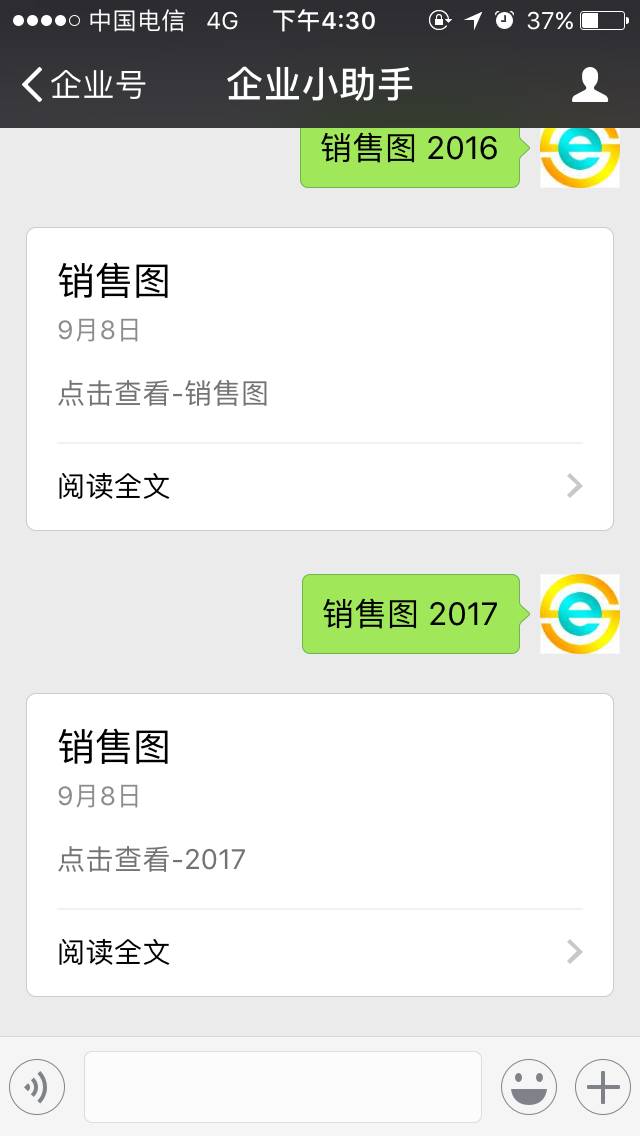 中国电信 4G 下午4:30 37%
企业号 企业小助手
销售图 2016
销售图
9月8日
点击查看-销售图
阅读全文
销售图 2017
销售图
9月8日
点击查看-2017
阅读全文